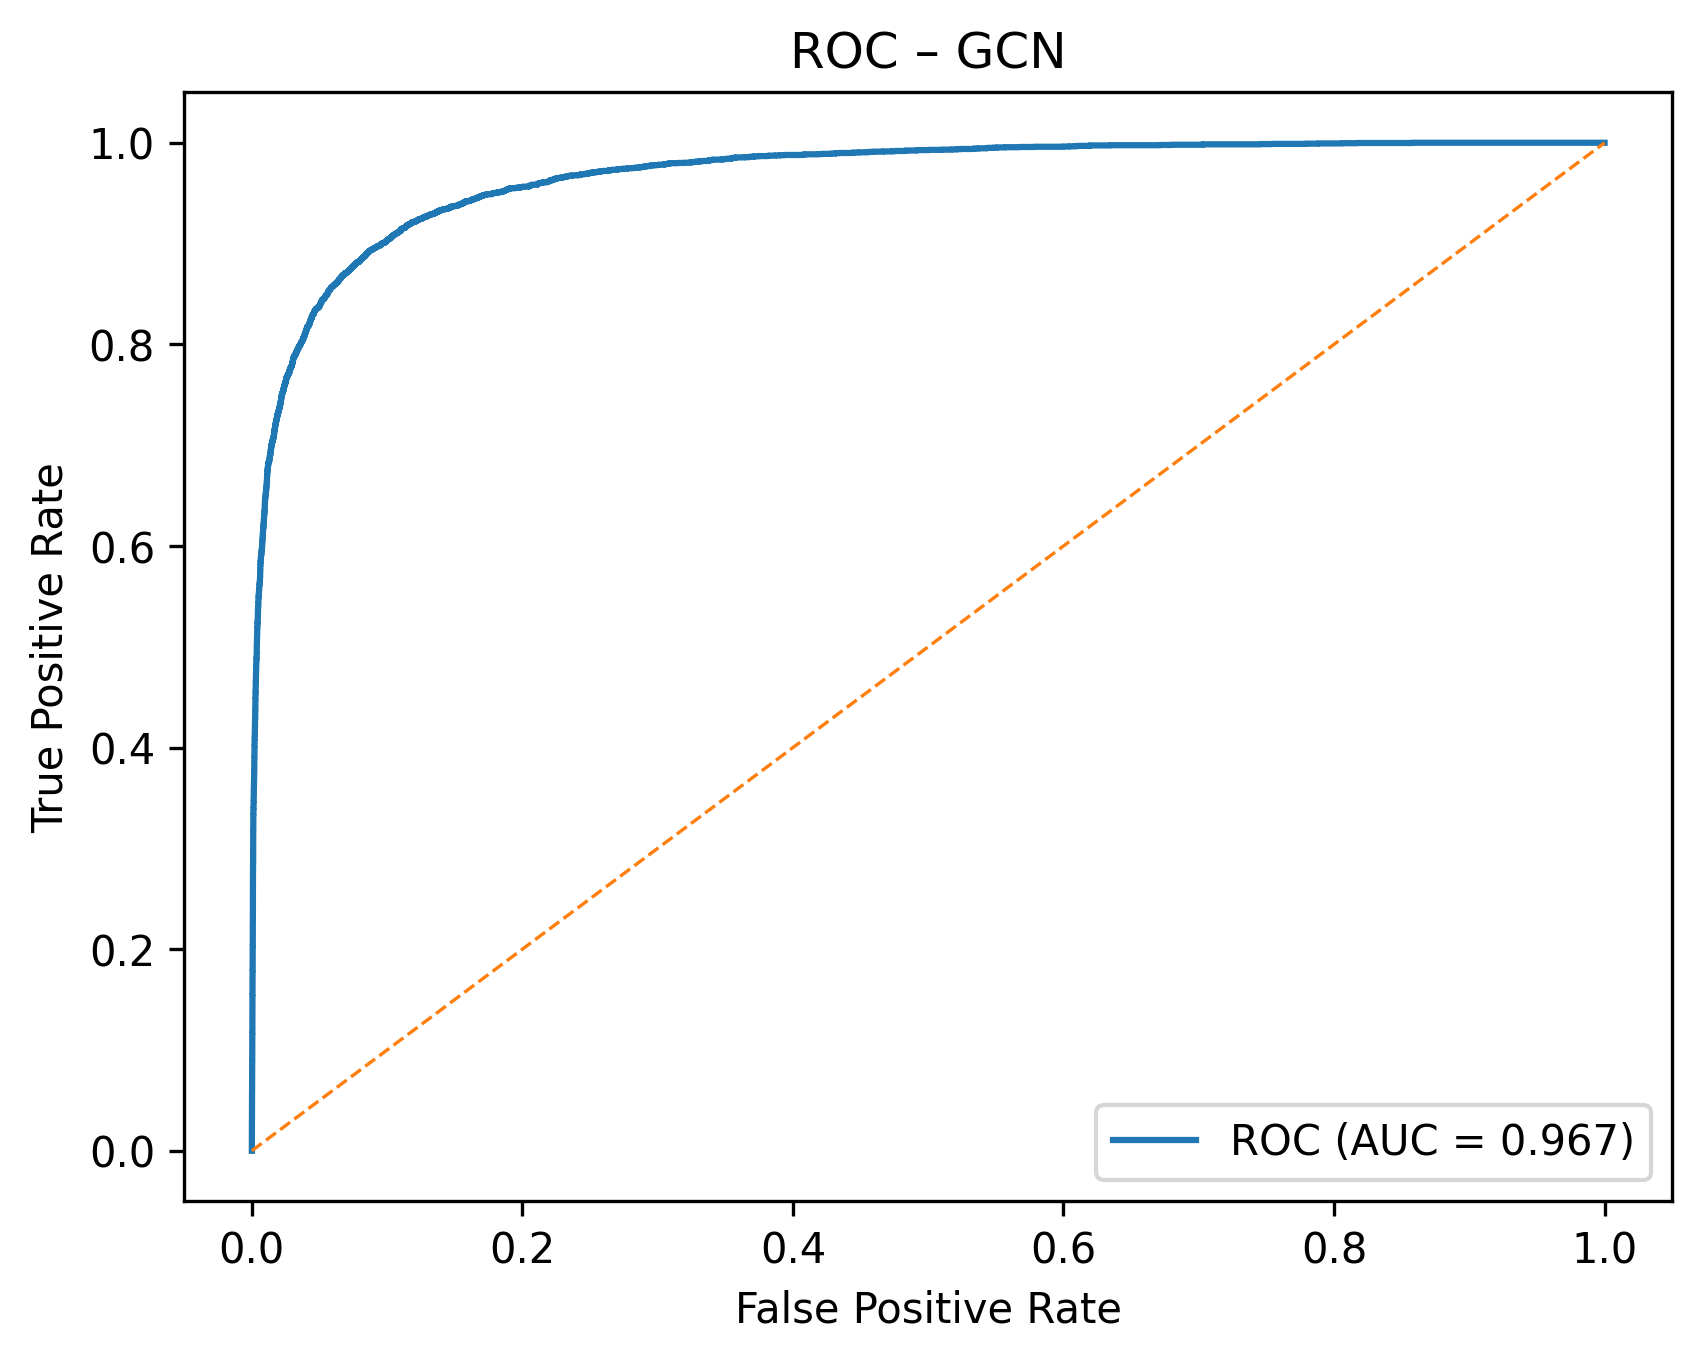 ROC – GCN
1.0
0.8
0.6
0.4
0.2
0.0
True Positive Rate
ROC (AUC = 0.967)
0.0 0.2 0.4 0.6 0.8 1.0
False Positive Rate